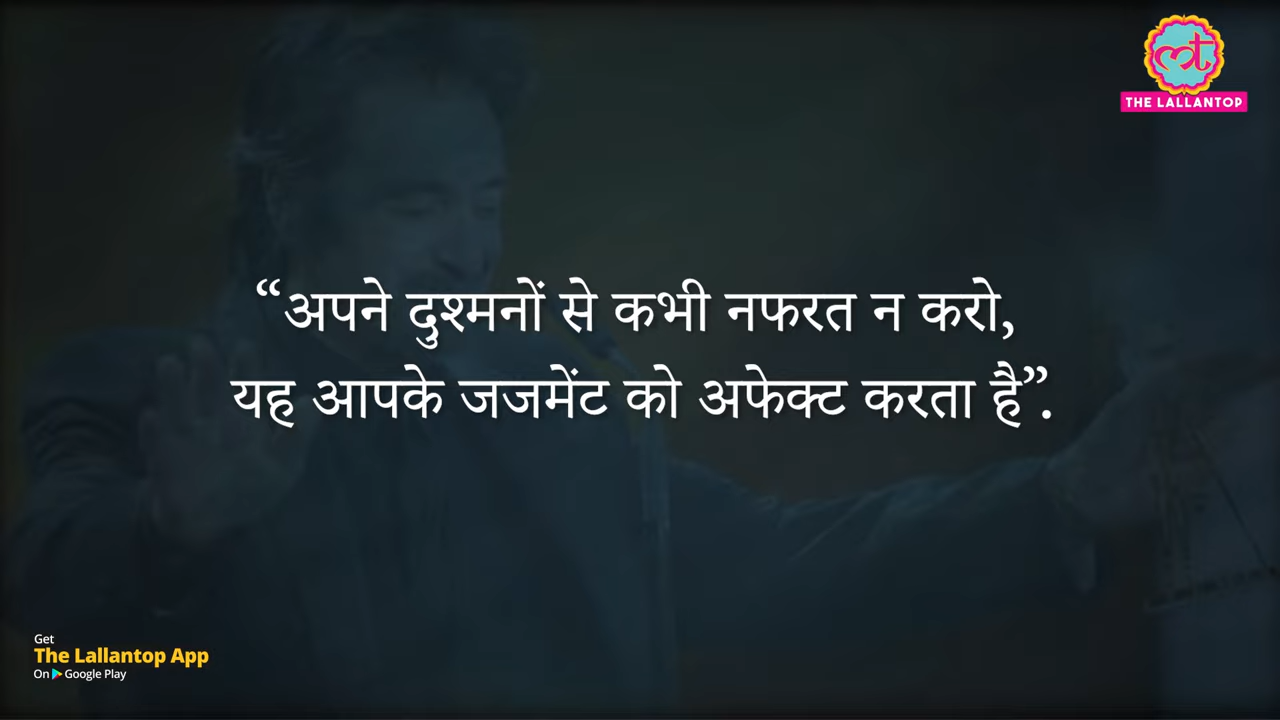 THE LALLANTOP
“अपने दुश्मनों से कभी नफरत न करो,
यह आपके जजमेंट को अफेक्ट करता है”.
Get
The Lallantop App
On Google Play